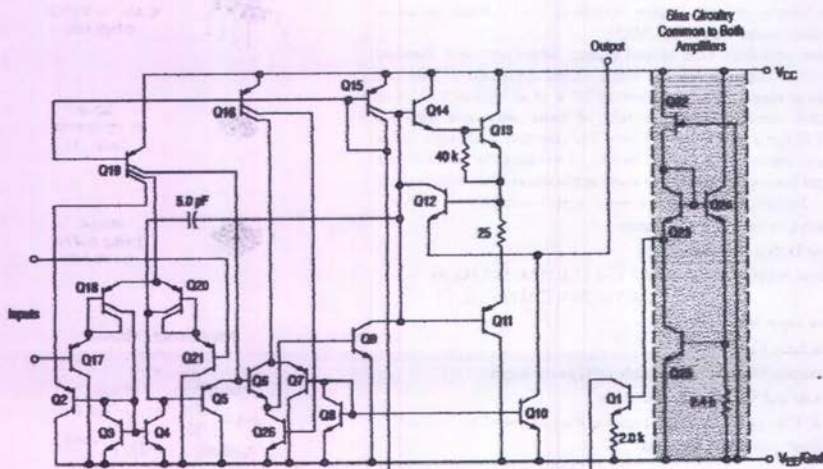 Bias Circuitry
Common to Both
Amplifiers
Output
VCC
Q16
Q15
Q14
Q13
Q22
40 k
Q19
5.0 pF
Q12
Q24
Q23
25
Q18
Q20
Inputs
Q17
Q21
Q9
Q11
Q25
Q2
Q5
Q6
Q7
Q1
Q3
Q4
Q26
Q8
Q10
2.0 k
2.4 k
VEE/Gnd